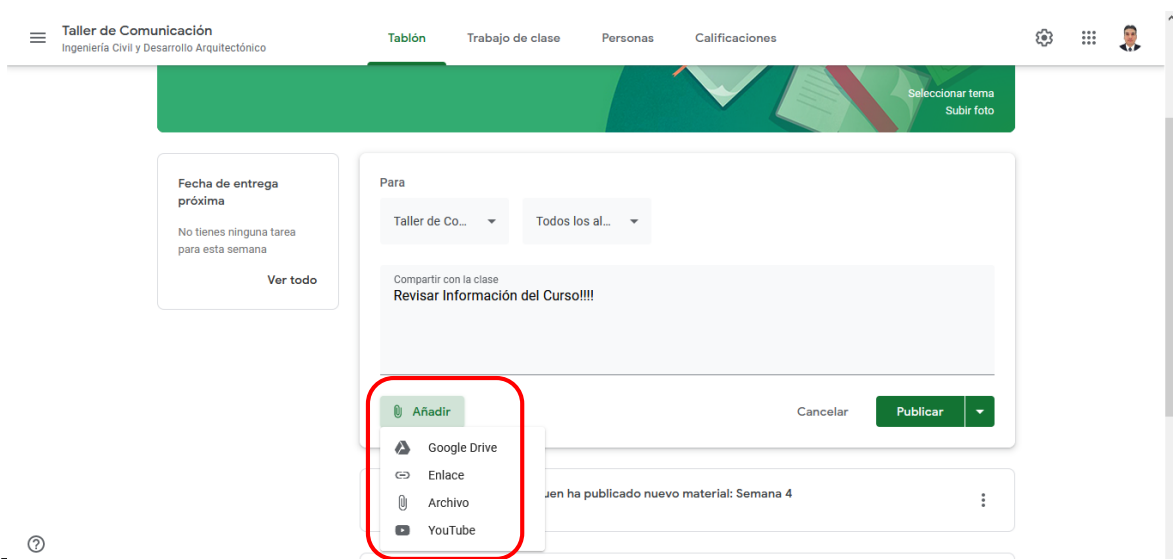 Taller de Comunicación
Ingeniería Civil y Desarrollo Arquitectónico
Tablón
Trabajo de clase
Personas
Calificaciones
Seleccionar tema
Subir foto
Fecha de entrega
próxima
No tienes ninguna tarea
para esta semana
Ver todo
Para
Taller de Co...
Todos los al...
Compartir con la clase
Revisar Información del Curso!!!!
Añadir
Cancelar
Publicar
Google Drive
Enlace
Archivo
YouTube
ha publicado nuevo material: Semana 4